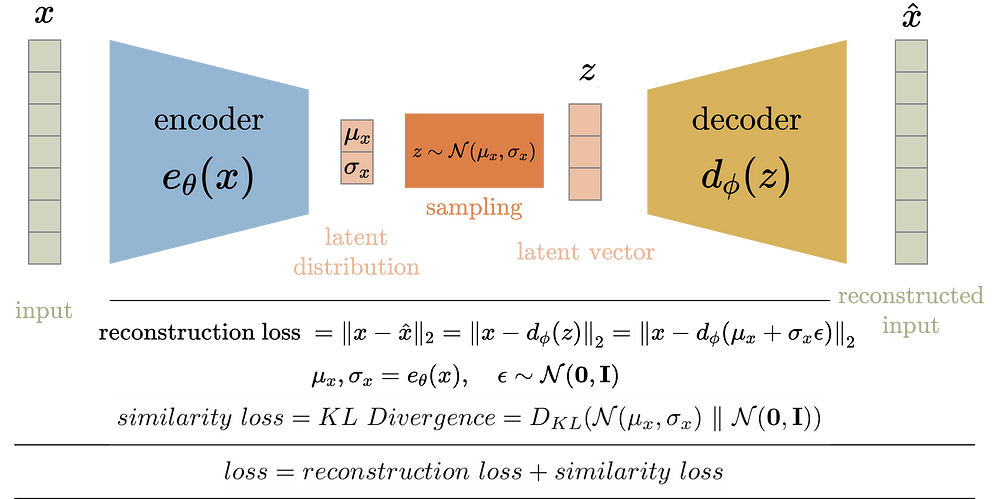 x
x̂
z
encoder
e_θ(x)
μ_x
σ_x
z ∼ 𝒩(μ_x, σ_x)
decoder
d_ϕ(z)
sampling
latent
distribution
latent vector
input
reconstructed
input
reconstruction loss = ‖x − x̂‖₂ = ‖x − d_ϕ(z)‖₂ = ‖x − d_ϕ(μ_x + σ_xϵ)‖₂
μ_x, σ_x = e_θ(x), ϵ ∼ 𝒩(0, I)
similarity loss = KL Divergence = D_KL(𝒩(μ_x, σ_x) ‖ 𝒩(0, I))
loss = reconstruction loss + similarity loss